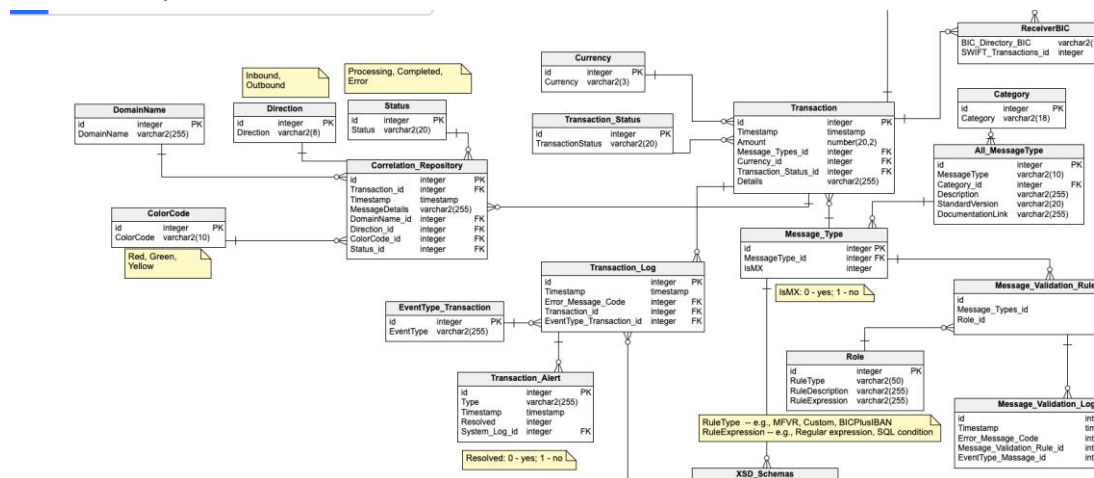 ReceiverBIC
BIC_Directory_BIC varchar2(
SWIFT_Transactions_id integer
Currency
id integer PK
Currency varchar2(3)
Inbound,
Outbound
Processing, Completed,
Error
Category
id integer PK
Category varchar2(18)
DomainName
id integer PK
DomainName varchar2(255)
Direction
id integer PK
Direction varchar2(8)
Status
id integer PK
Status varchar2(20)
Transaction_Status
id integer PK
TransactionStatus varchar2(20)
Transaction
id integer PK
Timestamp timestamp
Amount number(20,2)
Message_Types_id integer FK
Currency_id integer FK
Transaction_Status_id integer FK
Details varchar2(255)
All_MessageType
id integer PK
MessageType varchar2(10)
Category_id integer FK
Description varchar2(255)
StandardVersion varchar2(20)
DocumentationLink varchar2(255)
Correlation_Repository
id integer PK
Transaction_id integer FK
Timestamp timestamp
MessageDetails varchar2(255)
DomainName_id integer FK
Direction_id integer FK
ColorCode_id integer FK
Status_id integer FK
ColorCode
id integer PK
ColorCode varchar2(10)
Red, Green,
Yellow
Message_Type
id integer PK
MessageType_id integer FK
IsMX integer
IsMX: 0 - yes; 1 - no
Transaction_Log
id integer PK
Timestamp timestamp
Error_Message_Code integer FK
Transaction_id integer FK
EventType_Transaction_id integer FK
EventType_Transaction
id integer PK
EventType varchar2(255)
Message_Validation_Rule
id
Message_Types_id
Role_id
Role
id integer PK
RuleType varchar2(50)
RuleDescription varchar2(255)
RuleExpression varchar2(255)
Transaction_Alert
id integer PK
Type varchar2(255)
Timestamp timestamp
Resolved integer
System_Log_id integer FK
Resolved: 0 - yes; 1 - no
RuleType -- e.g., MFVR, Custom, BICPlusIBAN
RuleExpression -- e.g., Regular expression, SQL condition
Message_Validation_Log
id int
Timestamp tim
Error_Message_Code int
Message_Validation_Rule_id int
EventType_Massage_id int
XSD_Schemas